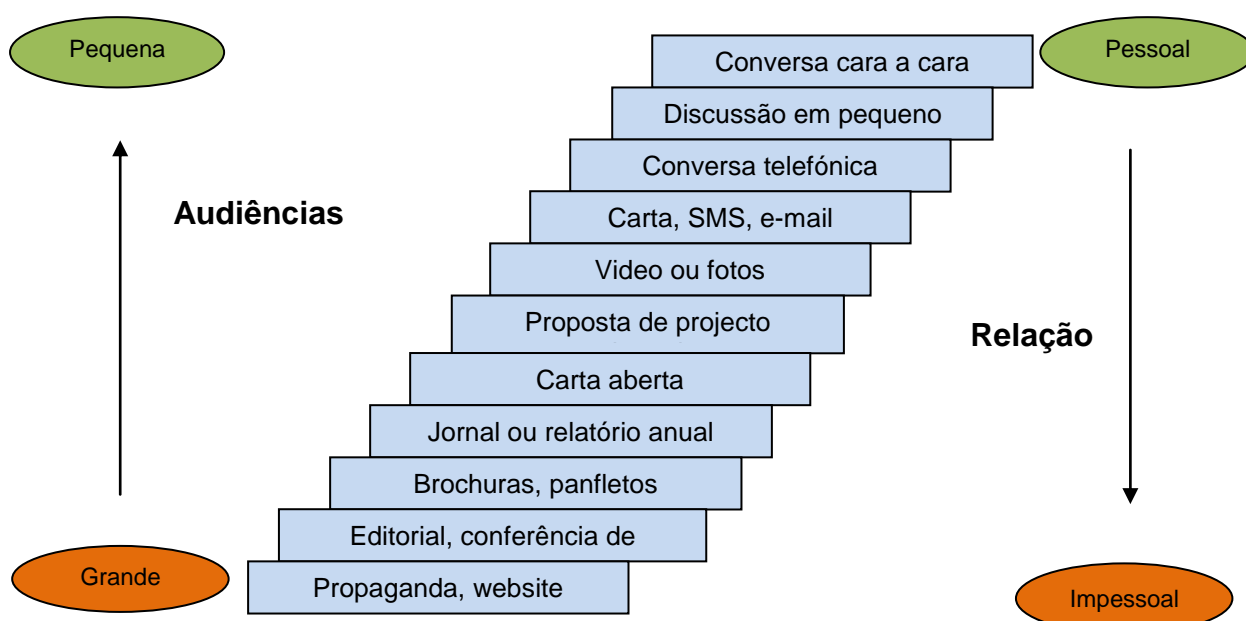 Pequena
Pessoal
Conversa cara a cara
Discussão em pequeno
Conversa telefónica
Audiências
Carta, SMS, e-mail
Video ou fotos
Proposta de projecto
Relação
Carta aberta
Jornal ou relatório anual
Brochuras, panfletos
Editorial, conferência de
Grande
Propaganda, website
Impessoal